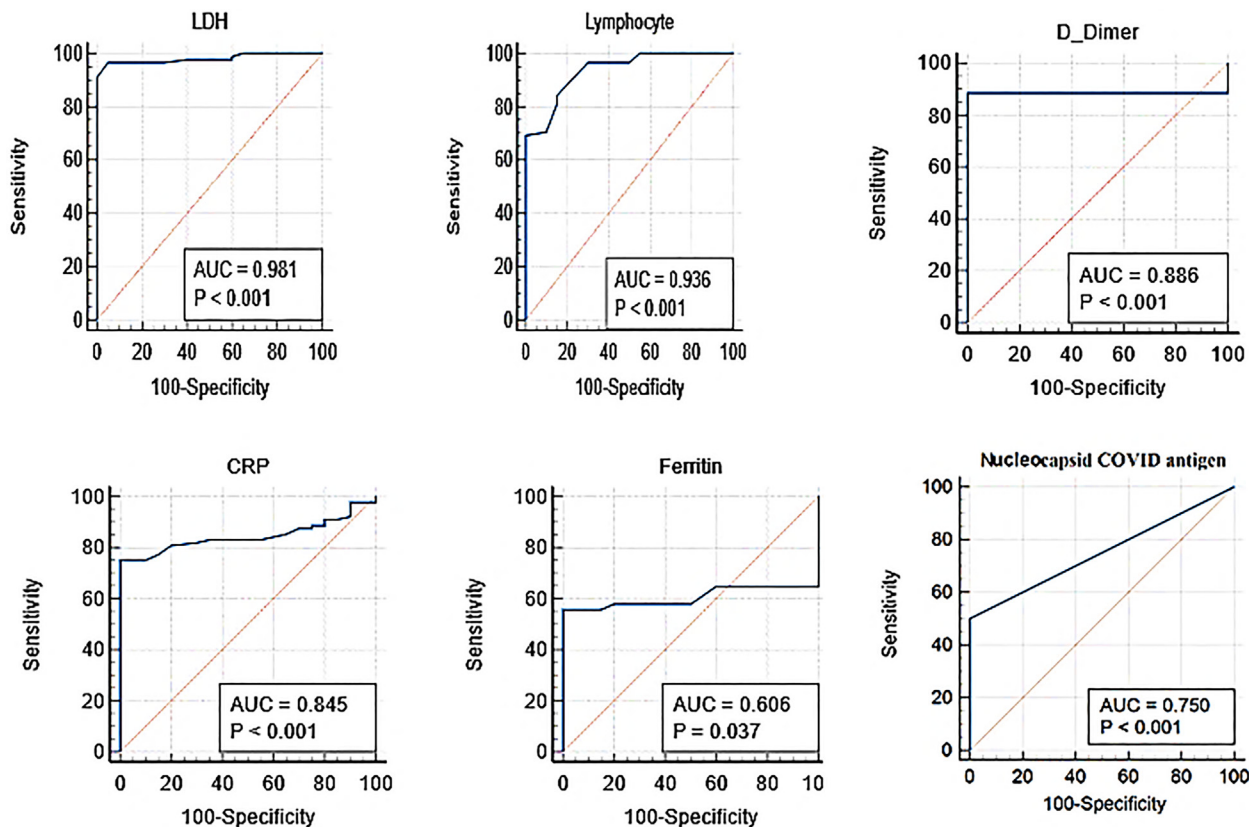 LDH
100
80
60
40
20
0
Sensitivity
AUC = 0.981
P < 0.001
0 20 40 60 80 100
100-Specificity
Lymphocyte
100
80
60
40
20
0
Sensitivity
AUC = 0.936
P < 0.001
0 20 40 60 80 100
100-Specificity
D_Dimer
100
80
60
40
20
0
Sensitivity
AUC = 0.886
P < 0.001
0 20 40 60 80 100
100-Specificity
CRP
100
80
60
40
20
0
Sensitivity
AUC = 0.845
P < 0.001
0 20 40 60 80 100
100-Specificity
Ferritin
100
80
60
40
20
0
Sensitivity
AUC = 0.606
P = 0.037
0 20 40 60 80 100
100-Specificity
Nucleocapsid COVID antigen
100
80
60
40
20
0
Sensitivity
AUC = 0.750
P < 0.001
0 20 40 60 80 100
100-Specificity